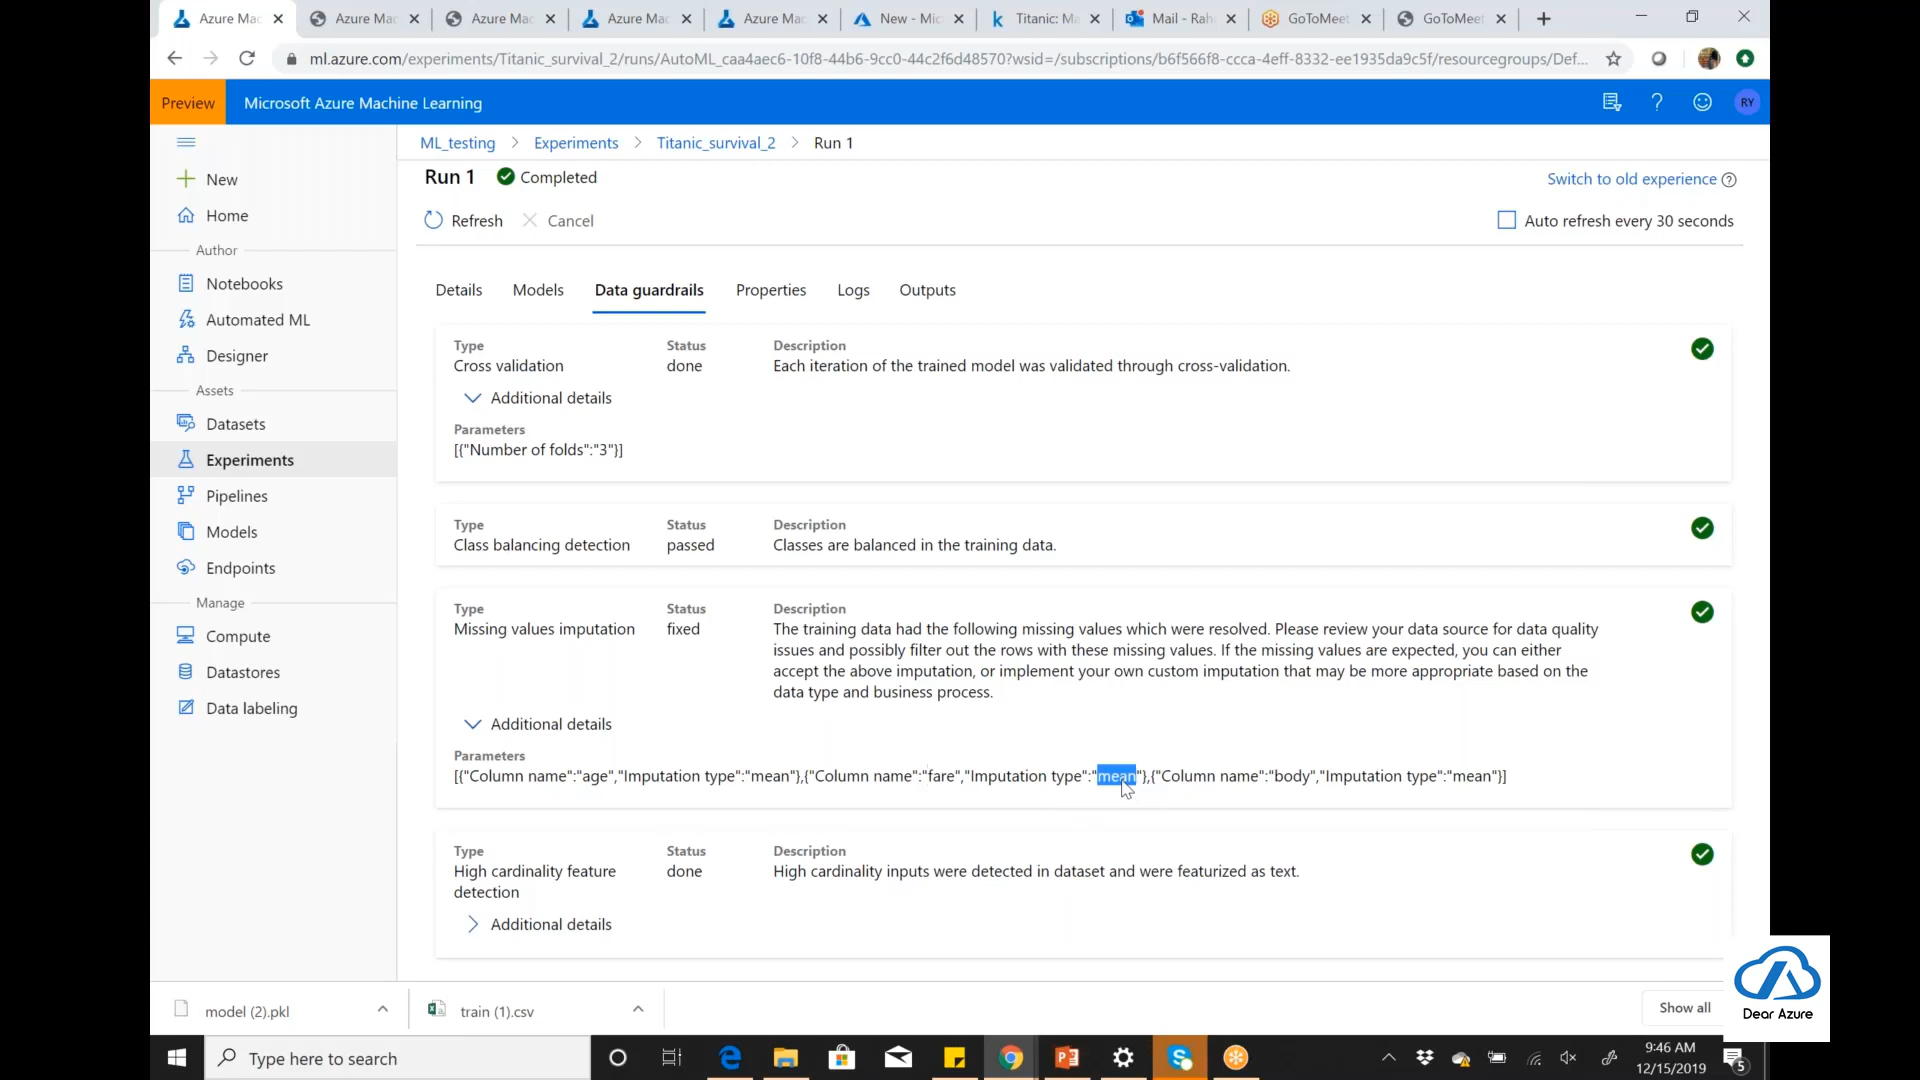 Azure Mac
Azure Mac
Azure Mac
Azure Mac
Azure Mac
New - Mic
Titanic: Ma
Mail - Rah
GoToMeet
GoToMeet
ml.azure.com/experiments/Titanic_survival_2/runs/AutoML_caa4aec6-10f8-44b6-9cc0-44c2f6d48570?wsid=/subscriptions/b6f566f8-ccca-4eff-8332-ee1935da9c5f/resourcegroups/Def...
Preview
Microsoft Azure Machine Learning
RY
ML_testing > Experiments > Titanic_survival_2 > Run 1
New
Home
Author
Notebooks
Automated ML
Designer
Assets
Datasets
Experiments
Pipelines
Models
Endpoints
Manage
Compute
Datastores
Data labeling
Run 1
Completed
Switch to old experience
Refresh
Cancel
Auto refresh every 30 seconds
Details
Models
Data guardrails
Properties
Logs
Outputs
Type
Status
Description
Cross validation
done
Each iteration of the trained model was validated through cross-validation.
Additional details
Parameters
[{"Number of folds":"3"}]
Type
Status
Description
Class balancing detection
passed
Classes are balanced in the training data.
Type
Status
Description
Missing values imputation
fixed
The training data had the following missing values which were resolved. Please review your data source for data quality
issues and possibly filter out the rows with these missing values. If the missing values are expected, you can either
accept the above imputation, or implement your own custom imputation that may be more appropriate based on the
data type and business process.
Additional details
Parameters
[{"Column name":"age","Imputation type":"mean"},{"Column name":"fare","Imputation type":"mean"},{"Column name":"body","Imputation type":"mean"}]
Type
Status
Description
High cardinality feature
detection
done
High cardinality inputs were detected in dataset and were featurized as text.
Additional details
model (2).pkl
train (1).csv
Show all
Dear Azure
Type here to search
9:46 AM
12/15/2019
5